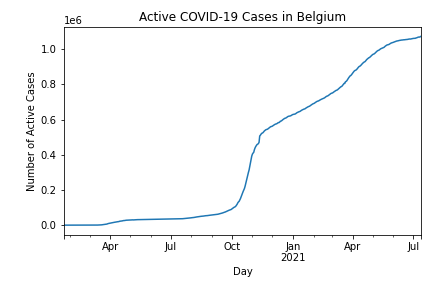 Active COVID-19 Cases in Belgium
1e6
1.0
0.8
0.6
0.4
0.2
0.0
Number of Active Cases
Apr Jul Oct Jan Apr Jul
2021
Day